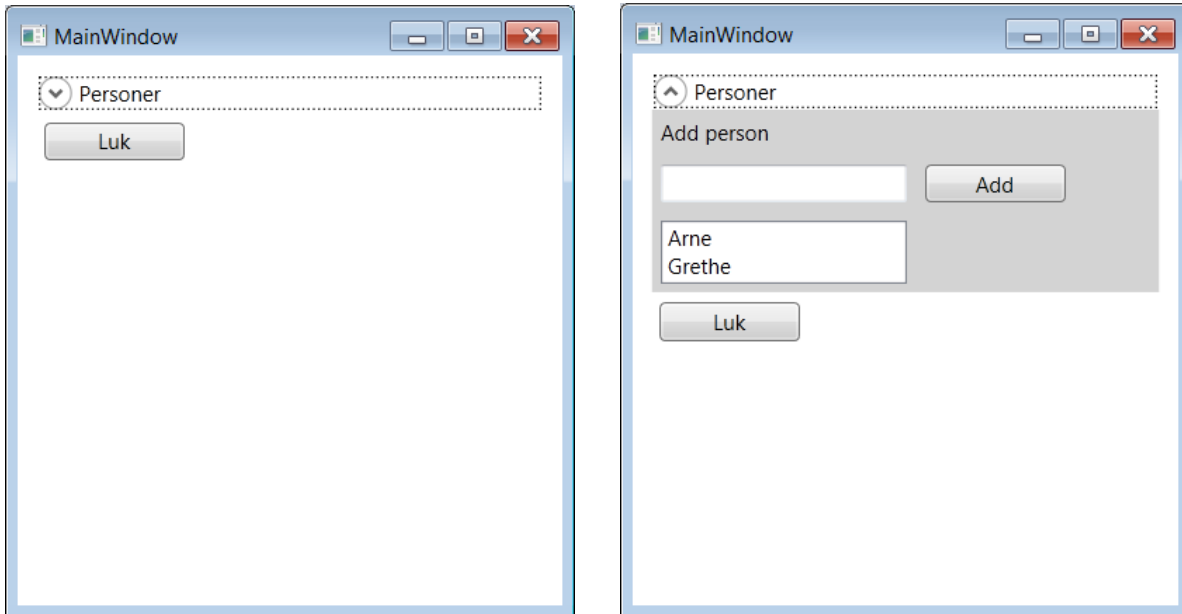 MainWindow
Personer
Luk
MainWindow
Personer
Add person
Add
Arne
Grethe
Luk